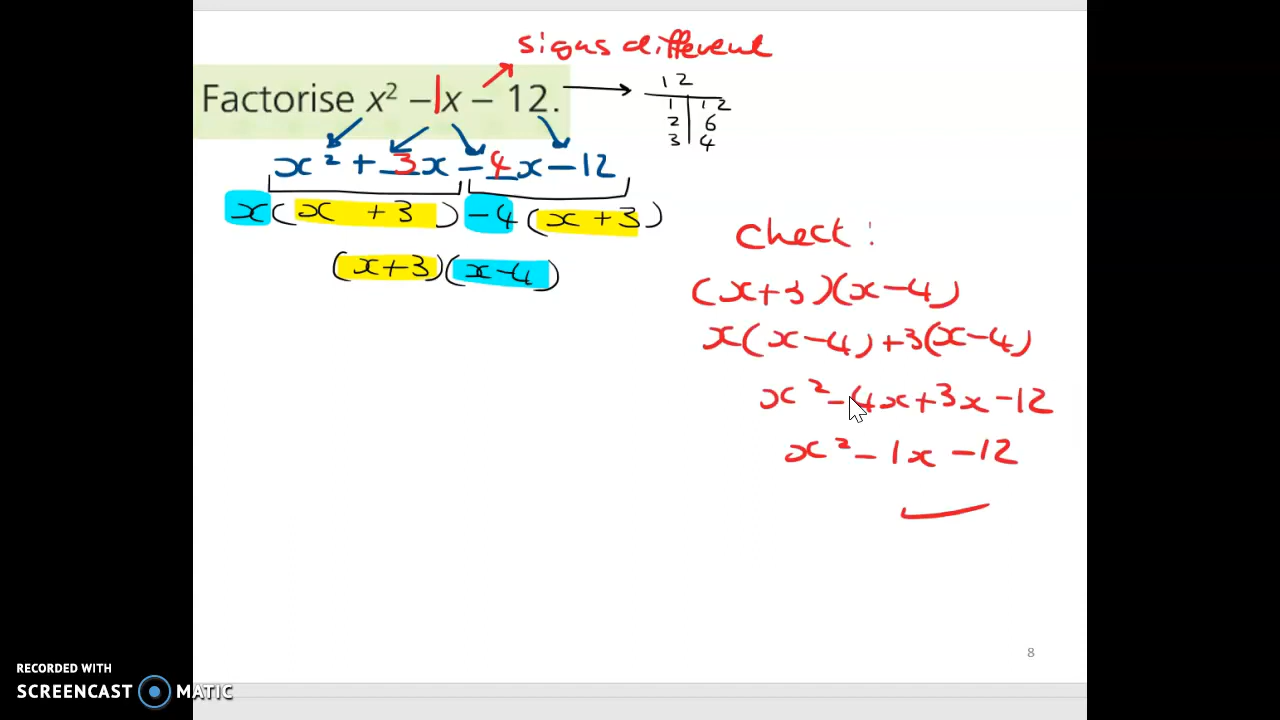 signs different
Factorise x² – 1x – 12.
12
1 | 12
2 | 6
3 | 4
x² + 3x – 4x – 12
x(x + 3) – 4(x + 3)
(x+3)(x–4)
Check:
(x+3)(x–4)
x(x–4)+3(x–4)
x²–4x+3x–12
x²–1x–12
8
RECORDED WITH
SCREENCAST MATIC